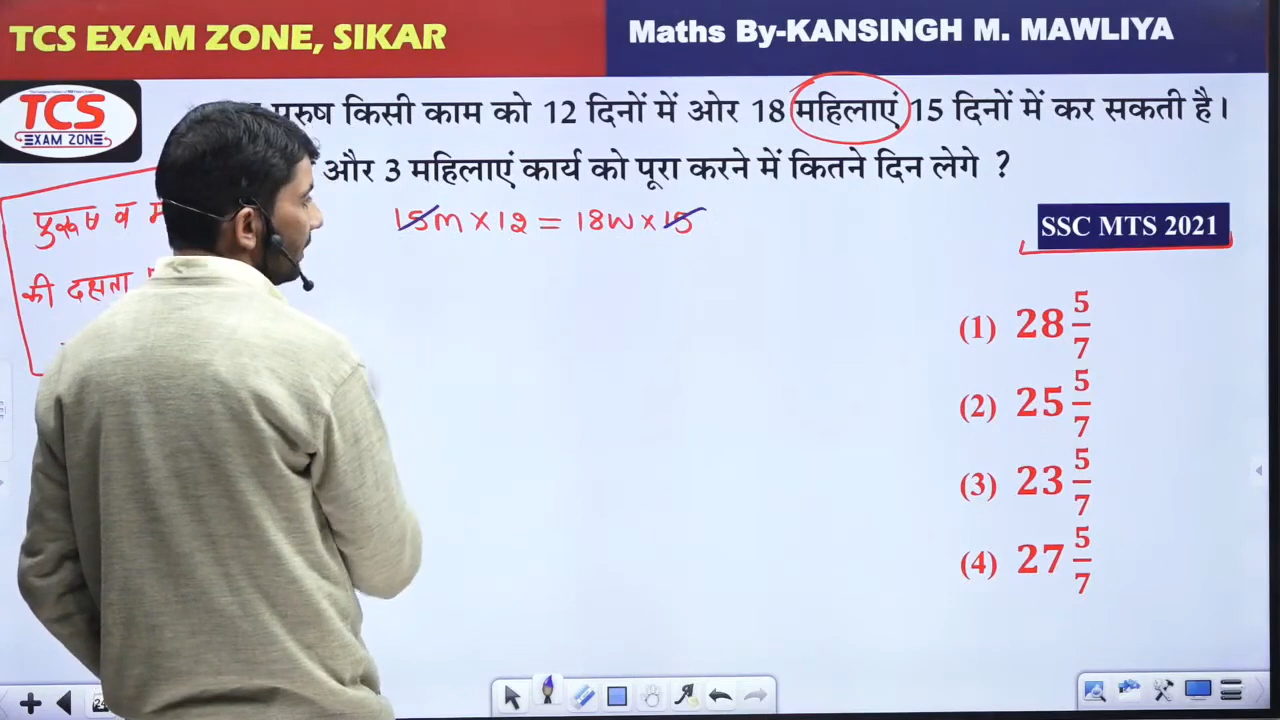 TCS EXAM ZONE, SIKAR
Maths By-KANSINGH M. MAWLIYA
TCS
EXAM ZONE
पुरुष किसी काम को 12 दिनों में ओर 18 महिलाएं 15 दिनों में कर सकती है।
और 3 महिलाएं कार्य को पूरा करने में कितने दिन लेगे ?
पुरूष व म
की दक्षता
15m × 12 = 18w × 15
SSC MTS 2021
(1) 28 5/7
(2) 25 5/7
(3) 23 5/7
(4) 27 5/7